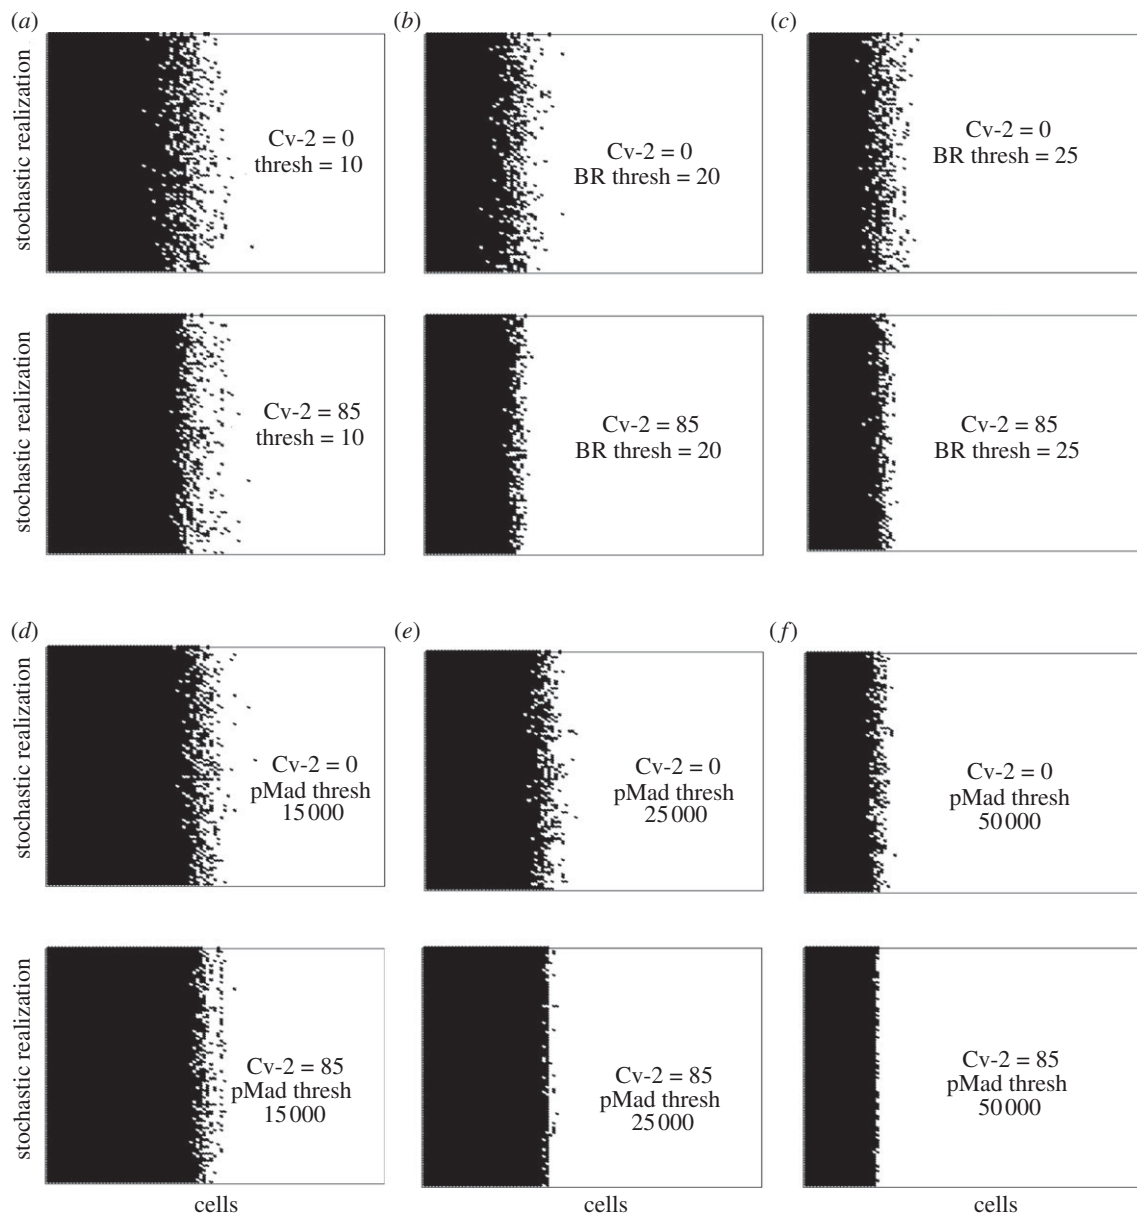 (a)
(b)
(c)
stochastic realization
Cv-2 = 0
thresh = 10
Cv-2 = 0
BR thresh = 20
Cv-2 = 0
BR thresh = 25
stochastic realization
Cv-2 = 85
thresh = 10
Cv-2 = 85
BR thresh = 20
Cv-2 = 85
BR thresh = 25
(d)
(e)
(f)
stochastic realization
Cv-2 = 0
pMad thresh
15 000
Cv-2 = 0
pMad thresh
25 000
Cv-2 = 0
pMad thresh
50 000
stochastic realization
Cv-2 = 85
pMad thresh
15 000
Cv-2 = 85
pMad thresh
25 000
Cv-2 = 85
pMad thresh
50 000
cells
cells
cells